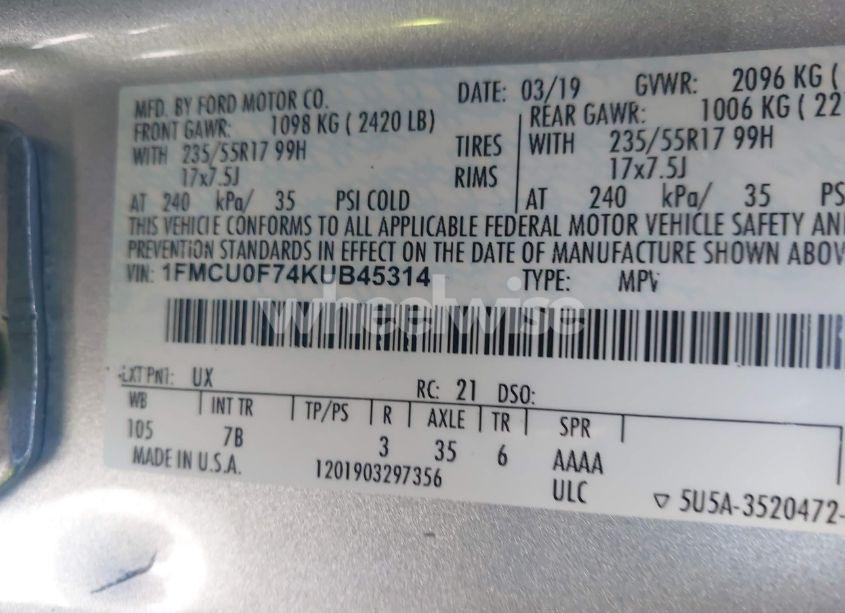 MFD. BY FORD MOTOR CO. DATE: 03/19 GVWR: 2096 KG (
FRONT GAWR: 1098 KG ( 2420 LB) REAR GAWR: 1006 KG ( 22
WITH 235/55R17 99H TIRES WITH 235/55R17 99H
17x7.5J RIMS 17x7.5J
AT 240 kPa/ 35 PSI COLD AT 240 kPa/ 35 PS
THIS VEHICLE CONFORMS TO ALL APPLICABLE FEDERAL MOTOR VEHICLE SAFETY AN
PREVENTION STANDARDS IN EFFECT ON THE DATE OF MANUFACTURE SHOWN ABOV
VIN: 1FMCU0F74KUB45314 TYPE: MPV
wheelwise
EXT PNT: UX RC: 21 DSO:
WB INT TR TP/PS R AXLE TR SPR
105 7B 3 35 6 AAAA
MADE IN U.S.A. 1201903297356 ULC 5U5A-3520472-